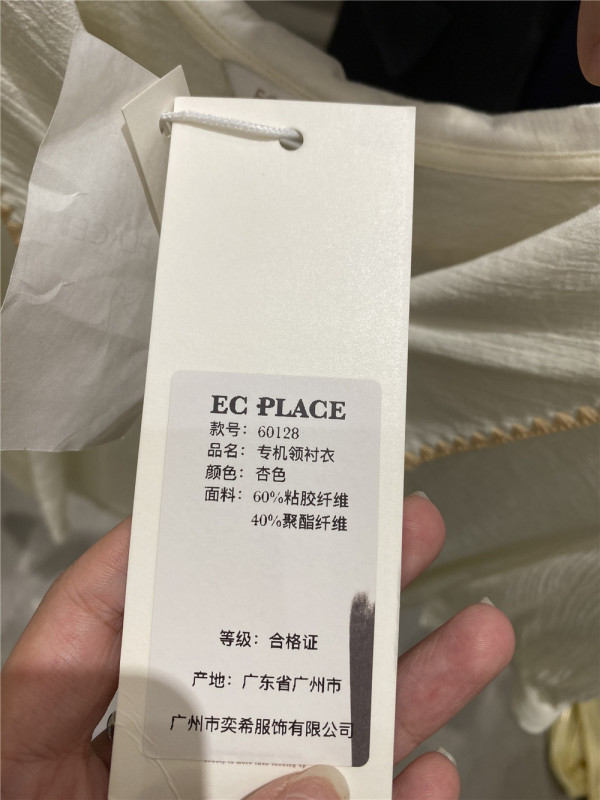 EC PLACE
款号: 60128
品名: 专机领衬衣
颜色: 杏色
面料: 60%粘胶纤维
40%聚酯纤维
等级: 合格证
产地: 广东省广州市
广州市奕希服饰有限公司